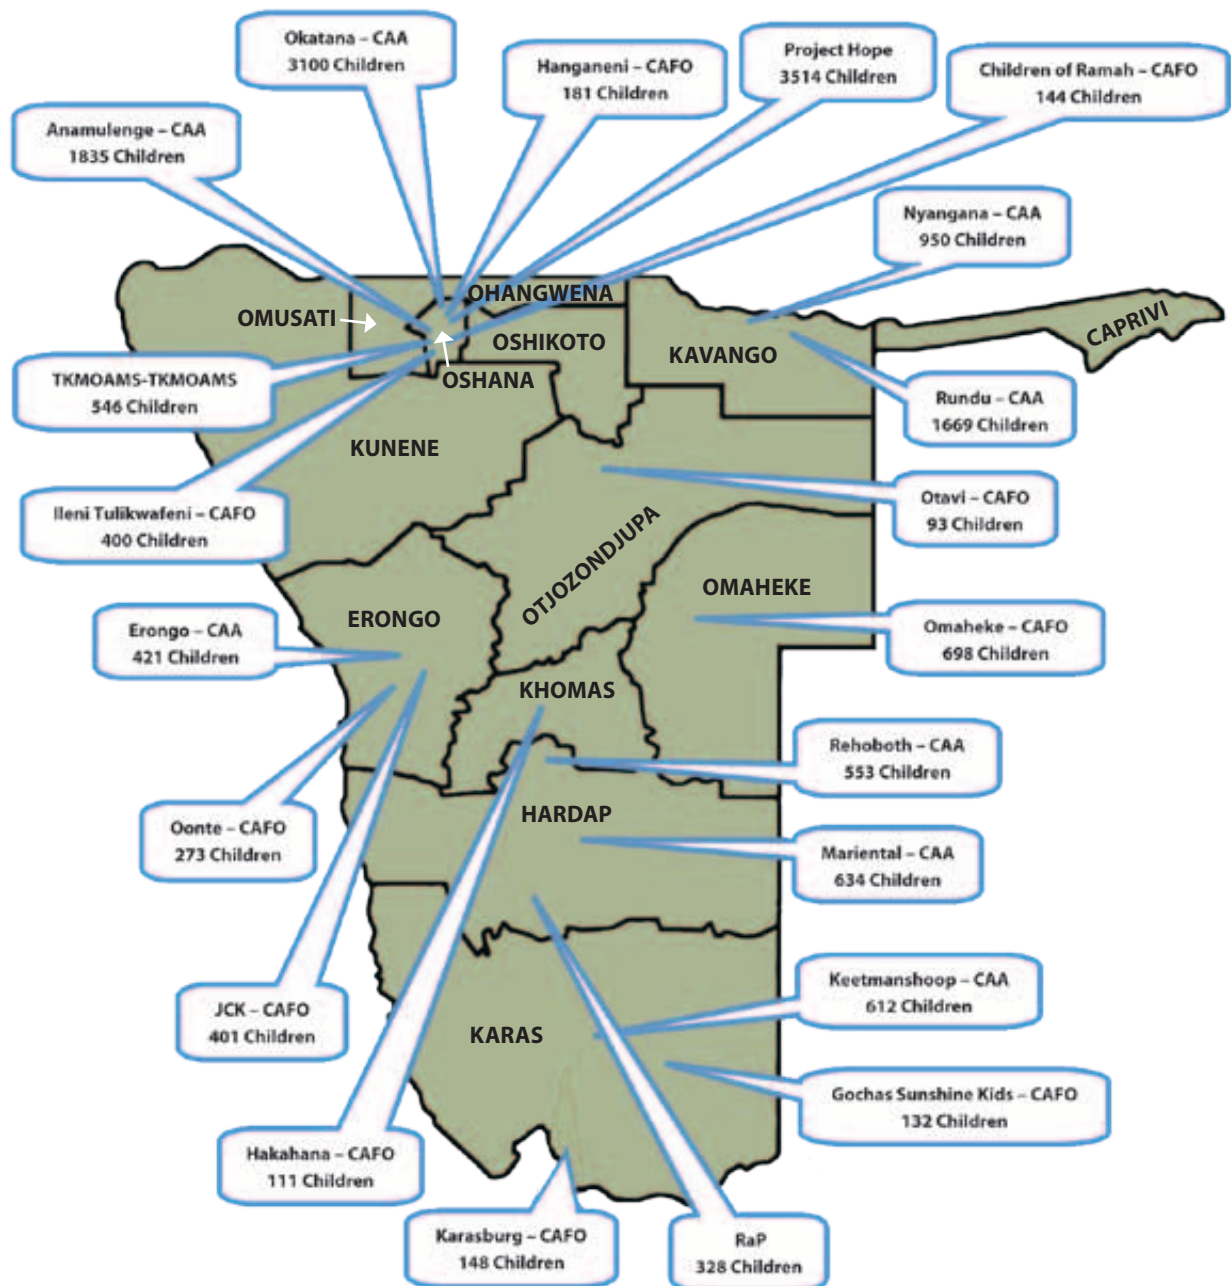 Okatana – CAA
3100 Children
Hanganeni – CAFO
181 Children
Project Hope
3514 Children
Children of Ramah – CAFO
144 Children
Anamulenge – CAA
1835 Children
Nyangana – CAA
950 Children
OHANGWENA
OMUSATI
OSHIKOTO
KAVANGO
CAPRIVI
OSHANA
TKMOAMS-TKMOAMS
546 Children
Rundu – CAA
1669 Children
KUNENE
Ileni Tulikwafeni – CAFO
400 Children
Otavi – CAFO
93 Children
OTJOZONDJUPA
OMAHEKE
ERONGO
Erongo – CAA
421 Children
Omaheke – CAFO
698 Children
KHOMAS
Rehoboth – CAA
553 Children
HARDAP
Oonte – CAFO
273 Children
Mariental – CAA
634 Children
Keetmanshoop – CAA
612 Children
JCK – CAFO
401 Children
KARAS
Gochas Sunshine Kids – CAFO
132 Children
Hakahana – CAFO
111 Children
Karasburg – CAFO
148 Children
RaP
328 Children